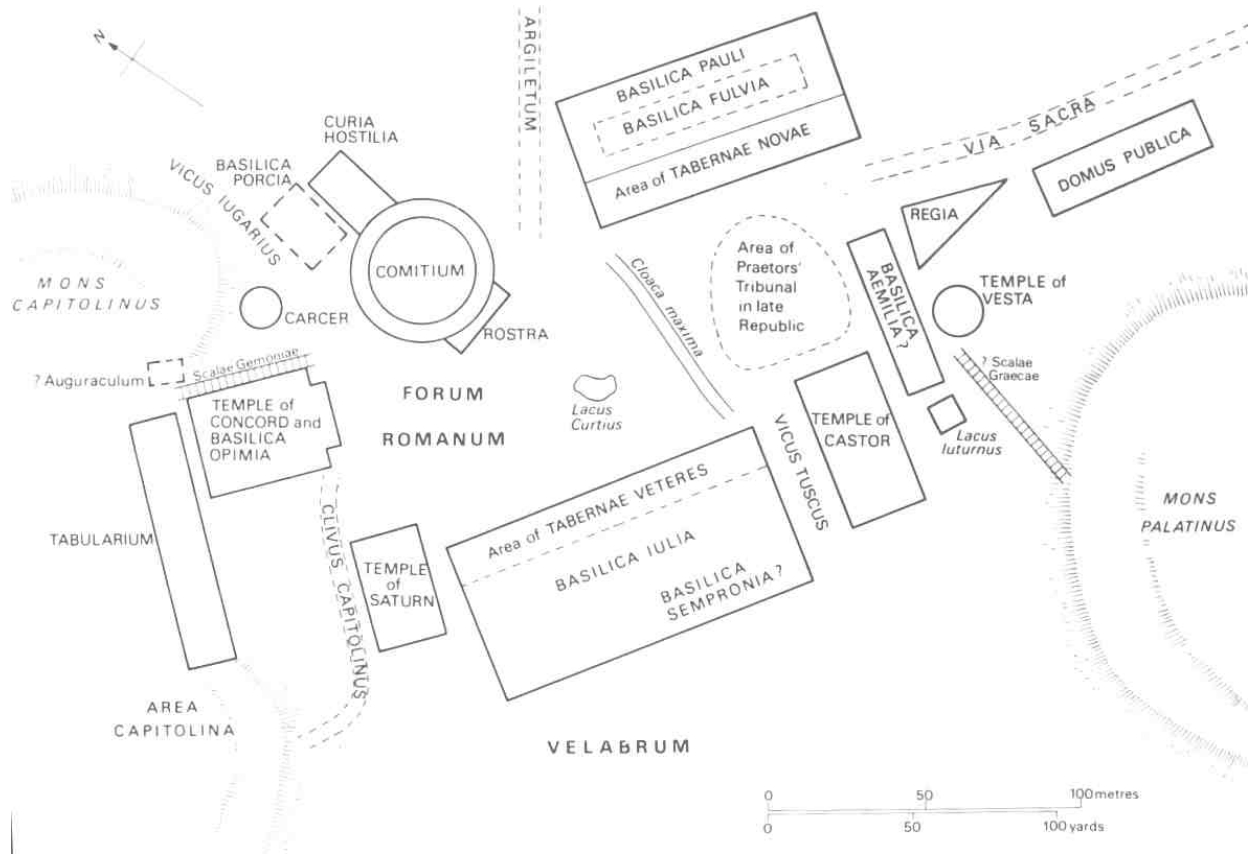 N
ARGILETUM
BASILICA PAULI
BASILICA FULVIA
Area of TABERNAE NOVAE
VIA SACRA
DOMUS PUBLICA
CURIA
HOSTILIA
BASILICA
PORCIA
VICUS IUGARIUS
REGIA
COMITIUM
MONS
CAPITOLINUS
CARCER
ROSTRA
Cloaca maxima
Area of
Praetors'
Tribunal
in late
Republic
BASILICA
AEMILIA?
TEMPLE of
VESTA
? Auguraculum
Scalae Gemoniae
? Scalae
Graecae
FORUM
ROMANUM
Lacus
Curtius
TEMPLE of
CONCORD and
BASILICA
OPIMIA
TEMPLE of
CASTOR
Lacus
Iuturnus
VICUS TUSCUS
MONS
PALATINUS
TABULARIUM
CLIVUS CAPITOLINUS
TEMPLE
of
SATURN
Area of TABERNAE VETERES
BASILICA IULIA
BASILICA
SEMPRONIA?
AREA
CAPITOLINA
VELABRUM
0 50 100 metres
0 50 100 yards